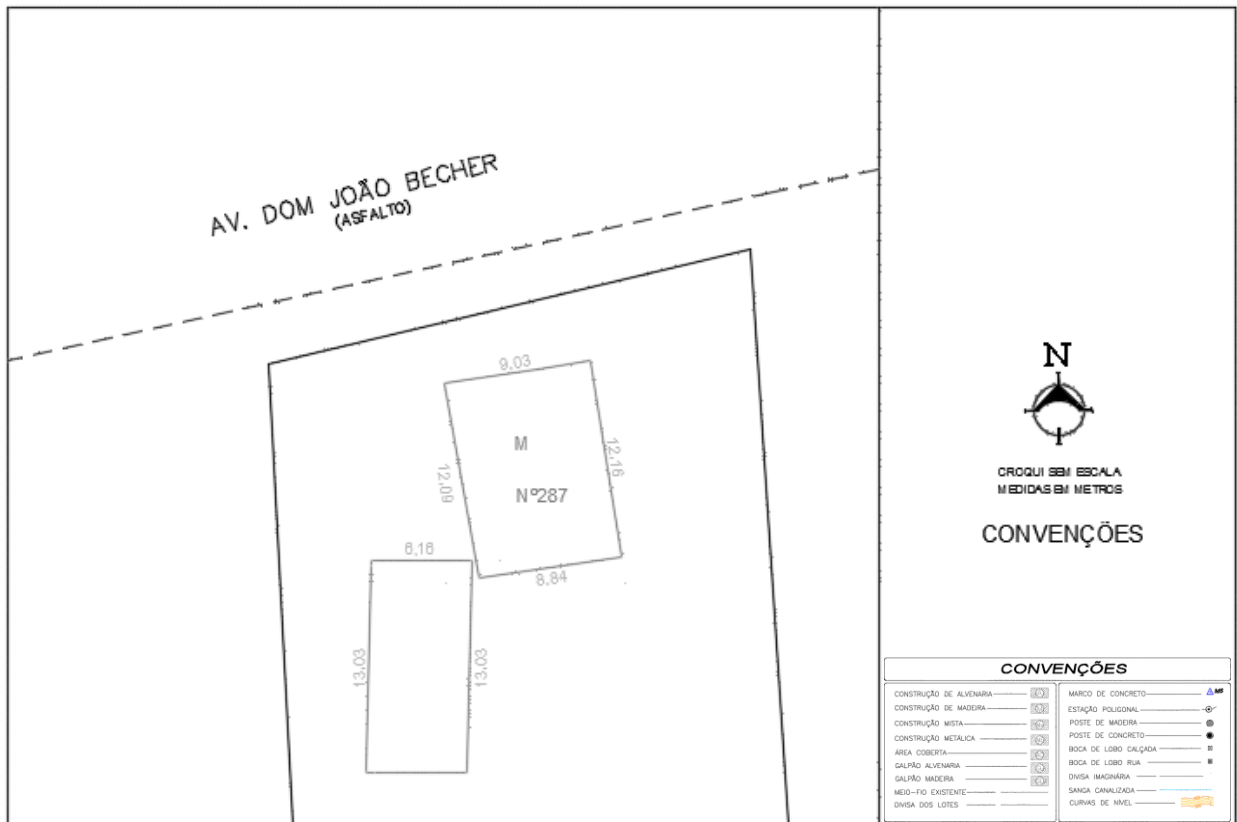 AV. DOM JOÃO BECHER
(ASFALTO)
9,03
12,09
12,16
M
Nº287
8,84
6,16
13,03
13,03
N
CROQUI SEM ESCALA
MEDIDAS EM METROS
CONVENÇÕES
CONVENÇÕES
CONSTRUÇÃO DE ALVENARIA
CONSTRUÇÃO DE MADEIRA
CONSTRUÇÃO MISTA
CONSTRUÇÃO METÁLICA
ÁREA COBERTA
GALPÃO ALVENARIA
GALPÃO MADEIRA
MEIO-FIO EXISTENTE
DIVISA DOS LOTES
MARCO DE CONCRETO
ESTAÇÃO POLIGONAL
POSTE DE MADEIRA
POSTE DE CONCRETO
BOCA DE LOBO CALÇADA
BOCA DE LOBO RUA
DIVISA IMAGINÁRIA
SANGA CANALIZADA
CURVAS DE NÍVEL